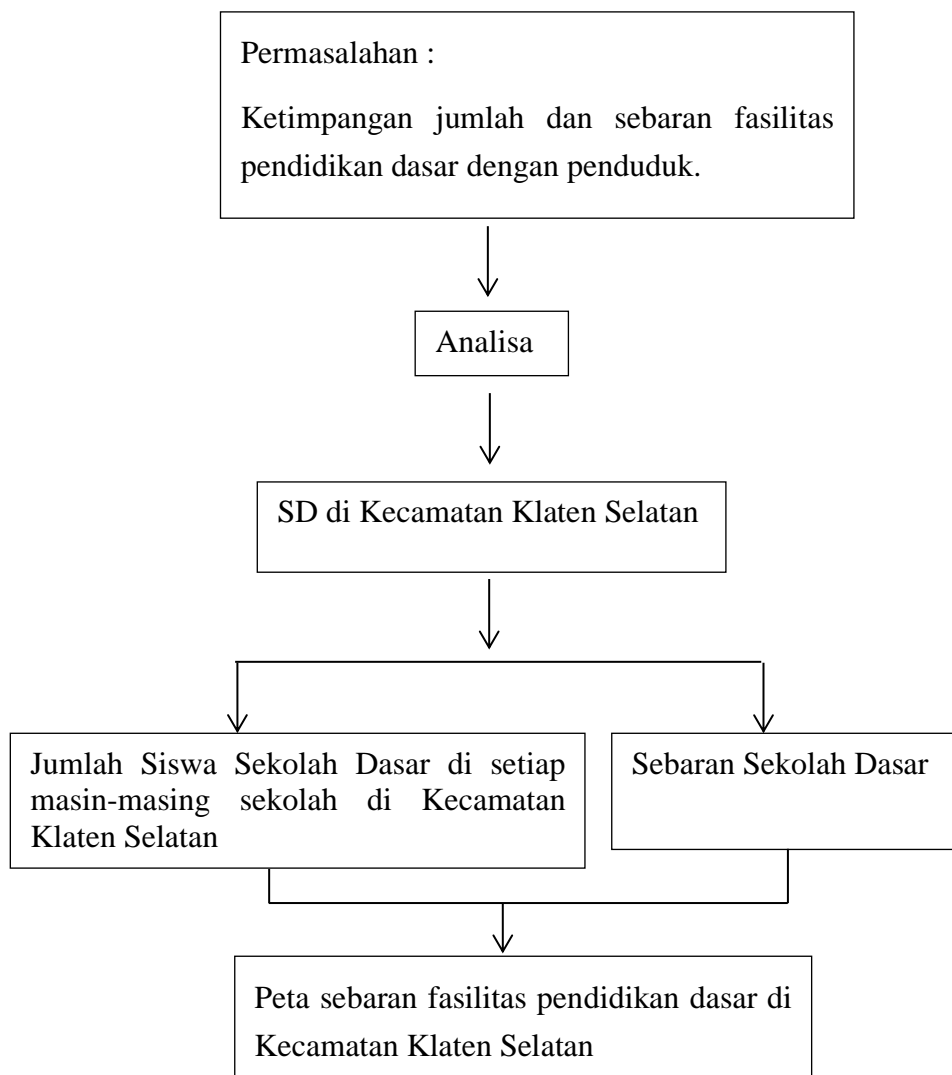 Permasalahan :
Ketimpangan jumlah dan sebaran fasilitas
pendidikan dasar dengan penduduk.
Analisa
SD di Kecamatan Klaten Selatan
Jumlah Siswa Sekolah Dasar di setiap
masin-masing sekolah di Kecamatan
Klaten Selatan
Sebaran Sekolah Dasar
Peta sebaran fasilitas pendidikan dasar di
Kecamatan Klaten Selatan